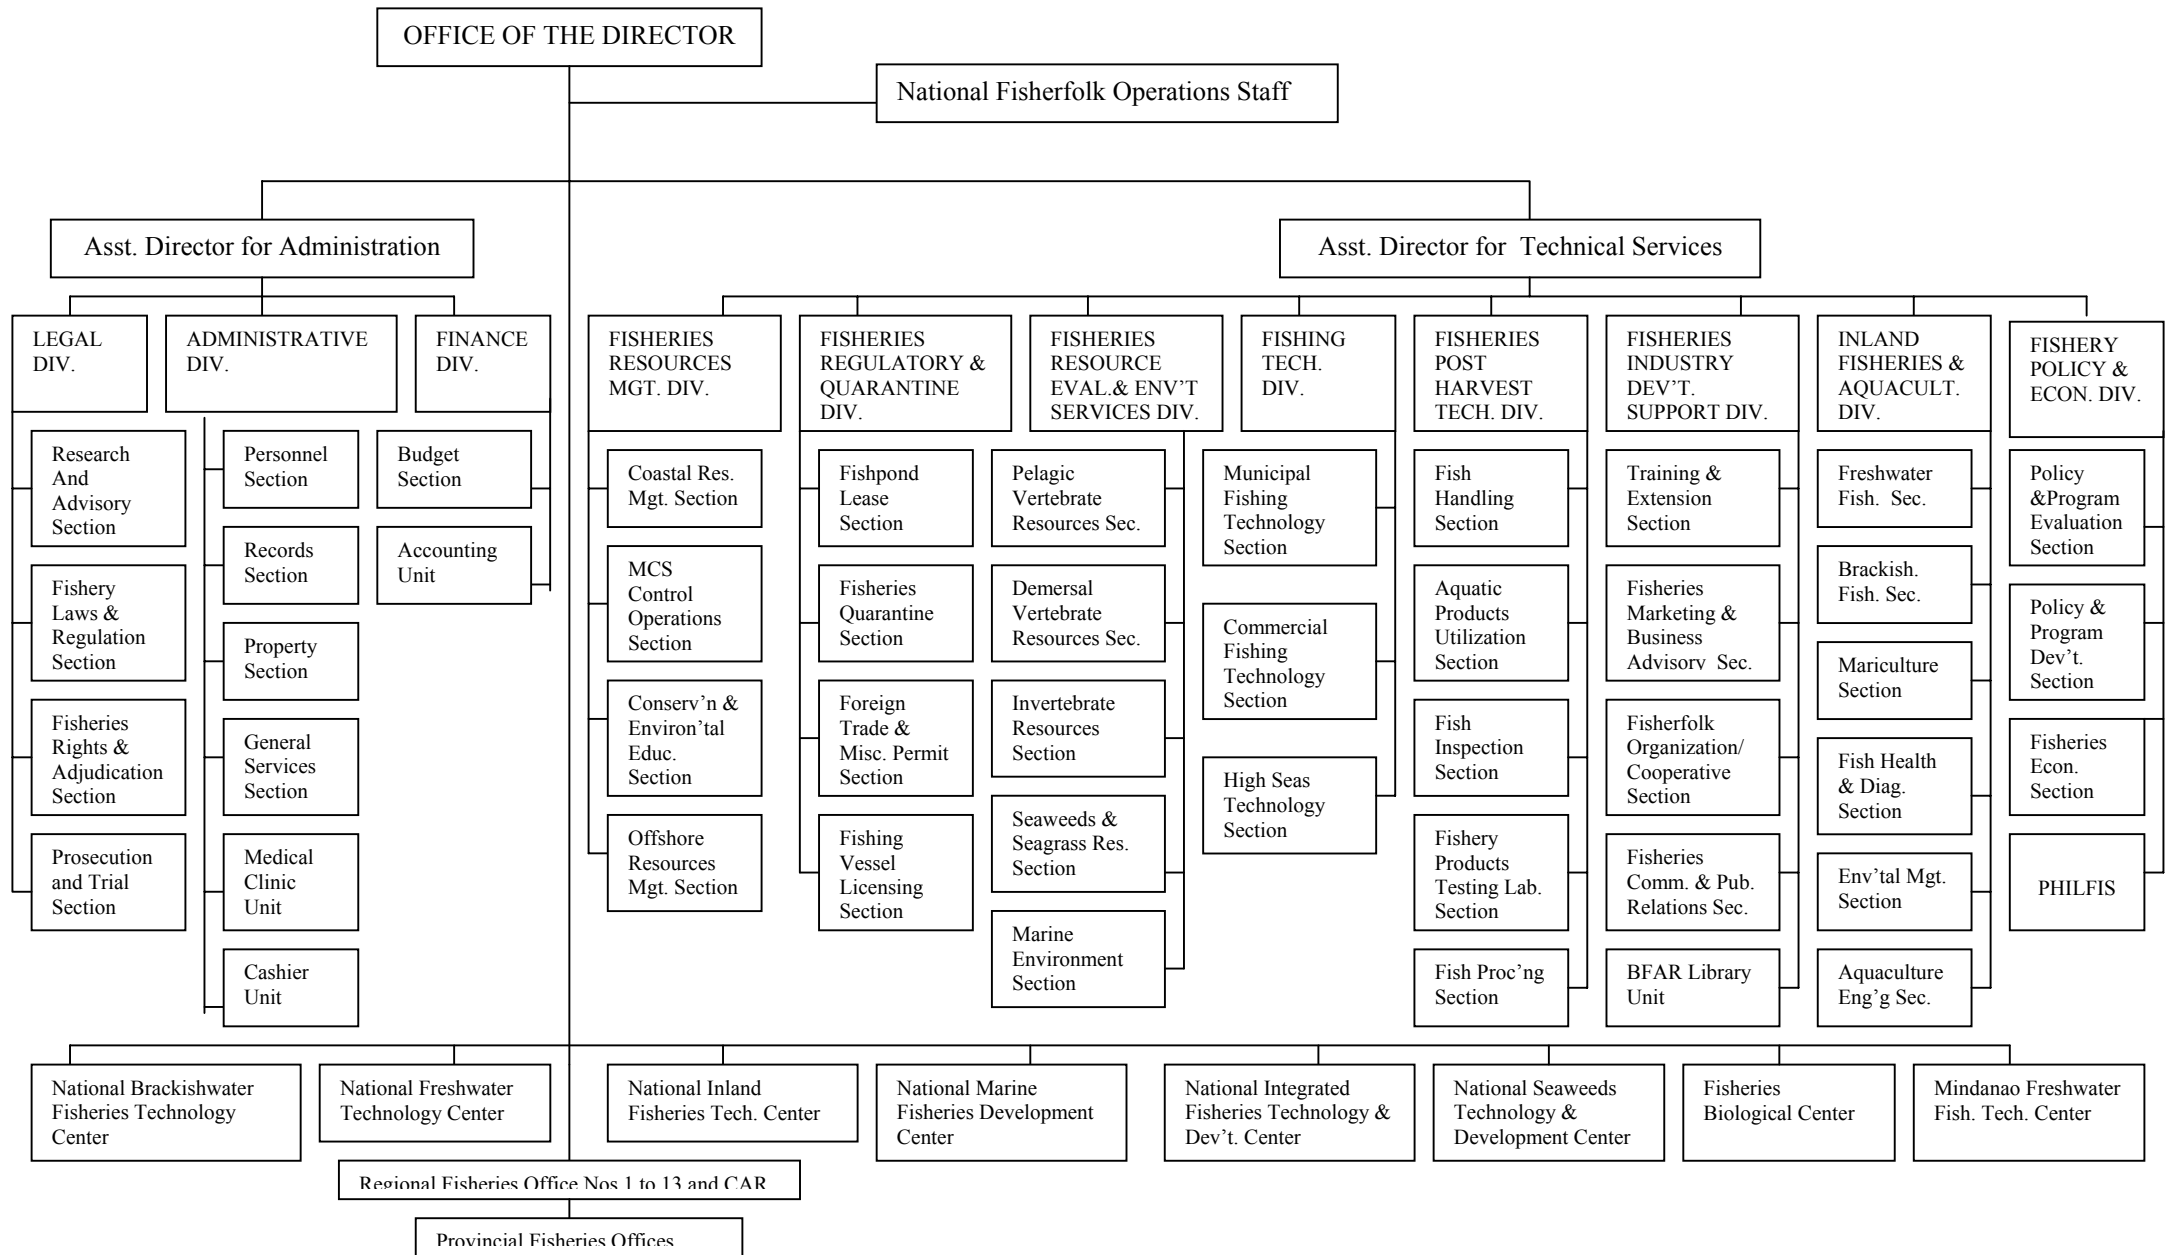 OFFICE OF THE DIRECTOR
National Fisherfolk Operations Staff
Asst. Director for Administration
Asst. Director for Technical Services
LEGAL
DIV.
ADMINISTRATIVE
DIV.
FINANCE
DIV.
FISHERIES
RESOURCES
MGT. DIV.
FISHERIES
REGULATORY &
QUARANTINE
DIV.
FISHERIES
RESOURCE
EVAL.& ENV'T
SERVICES DIV.
FISHING
TECH.
DIV.
FISHERIES
POST
HARVEST
TECH. DIV.
FISHERIES
INDUSTRY
DEV'T.
SUPPORT DIV.
INLAND
FISHERIES &
AQUACULT.
DIV.
FISHERY
POLICY &
ECON. DIV.
Research
And
Advisory
Section
Fishery
Laws &
Regulation
Section
Fisheries
Rights &
Adjudication
Section
Prosecution
and Trial
Section
Personnel
Section
Records
Section
Property
Section
General
Services
Section
Medical
Clinic
Unit
Cashier
Unit
Budget
Section
Accounting
Unit
Coastal Res.
Mgt. Section
MCS
Control
Operations
Section
Conserv'n &
Environ'tal
Educ.
Section
Offshore
Resources
Mgt. Section
Fishpond
Lease
Section
Fisheries
Quarantine
Section
Foreign
Trade &
Misc. Permit
Section
Fishing
Vessel
Licensing
Section
Pelagic
Vertebrate
Resources Sec.
Demersal
Vertebrate
Resources Sec.
Invertebrate
Resources
Section
Seaweeds &
Seagrass Res.
Section
Marine
Environment
Section
Municipal
Fishing
Technology
Section
Commercial
Fishing
Technology
Section
High Seas
Technology
Section
Fish
Handling
Section
Aquatic
Products
Utilization
Section
Fish
Inspection
Section
Fishery
Products
Testing Lab.
Section
Fish Proc'ng
Section
Training &
Extension
Section
Fisheries
Marketing &
Business
Advisory Sec.
Fisherfolk
Organization/
Cooperative
Section
Fisheries
Comm. & Pub.
Relations Sec.
BFAR Library
Unit
Freshwater
Fish. Sec.
Brackish.
Fish. Sec.
Mariculture
Section
Fish Health
& Diag.
Section
Env'tal Mgt.
Section
Aquaculture
Eng'g Sec.
Policy
&Program
Evaluation
Section
Policy &
Program
Dev't.
Section
Fisheries
Econ.
Section
PHILFIS
National Brackishwater
Fisheries Technology
Center
National Freshwater
Technology Center
National Inland
Fisheries Tech. Center
National Marine
Fisheries Development
Center
National Integrated
Fisheries Technology &
Dev't. Center
National Seaweeds
Technology &
Development Center
Fisheries
Biological Center
Mindanao Freshwater
Fish. Tech. Center
Regional Fisheries Office Nos 1 to 13 and CAR
Provincial Fisheries Offices